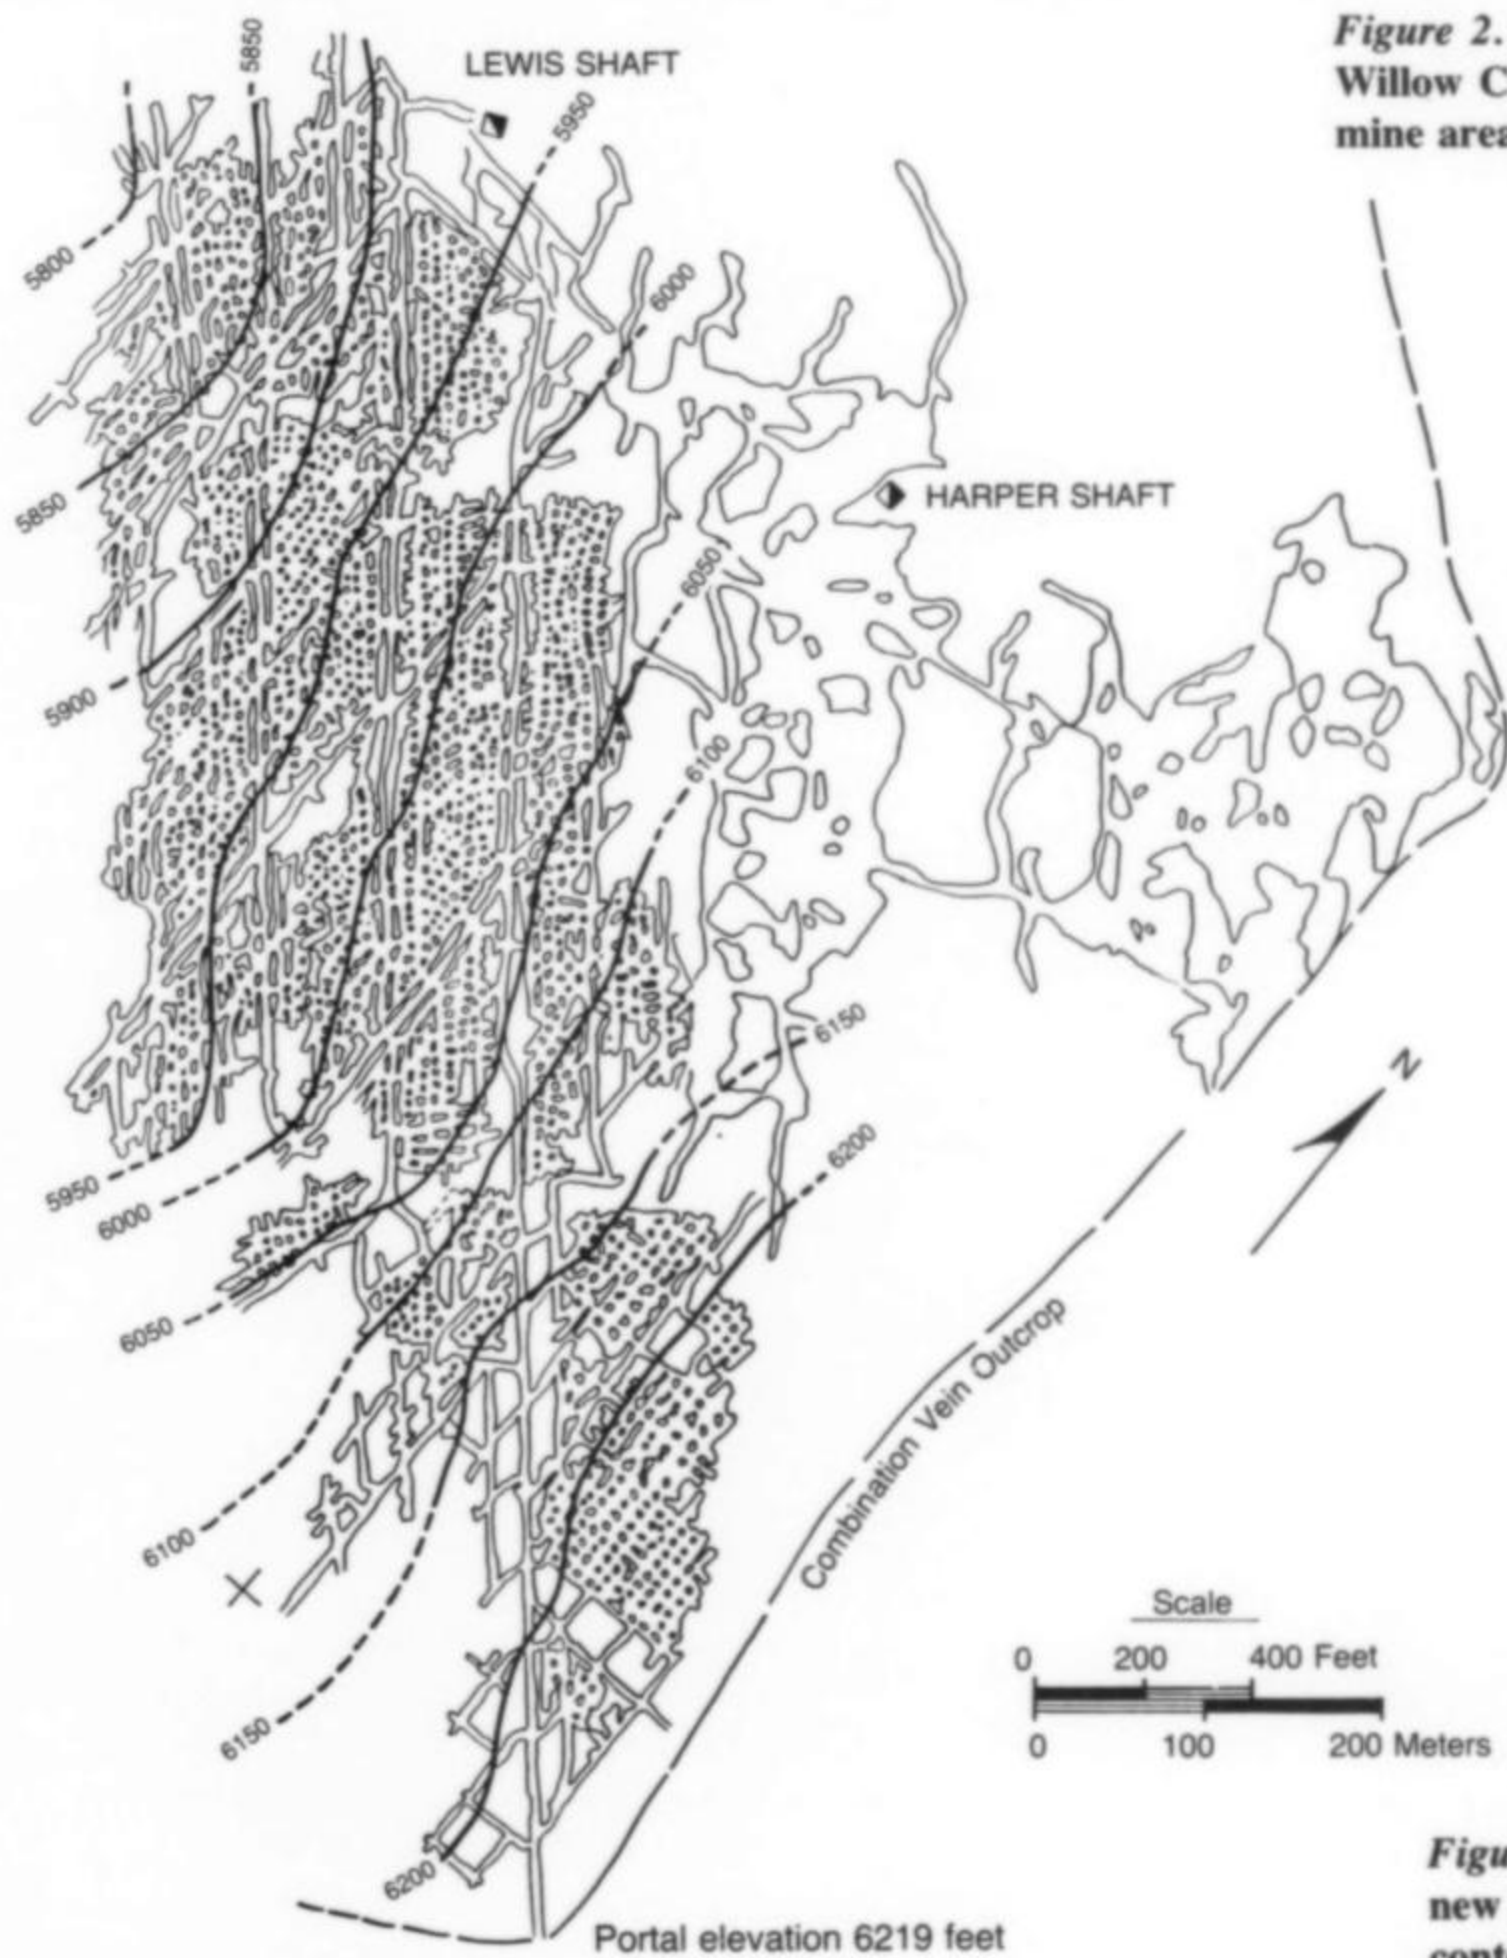 Figure 2.
Willow C
mine area
5850
LEWIS SHAFT
5950
5800
6000
HARPER SHAFT
5850
6050
5900
6100
6150
N
6200
5950
6000
6050
Combination Vein Outcrop
6100
Scale
0 200 400 Feet
0 100 200 Meters
6150
6200
Portal elevation 6219 feet
Figu
new